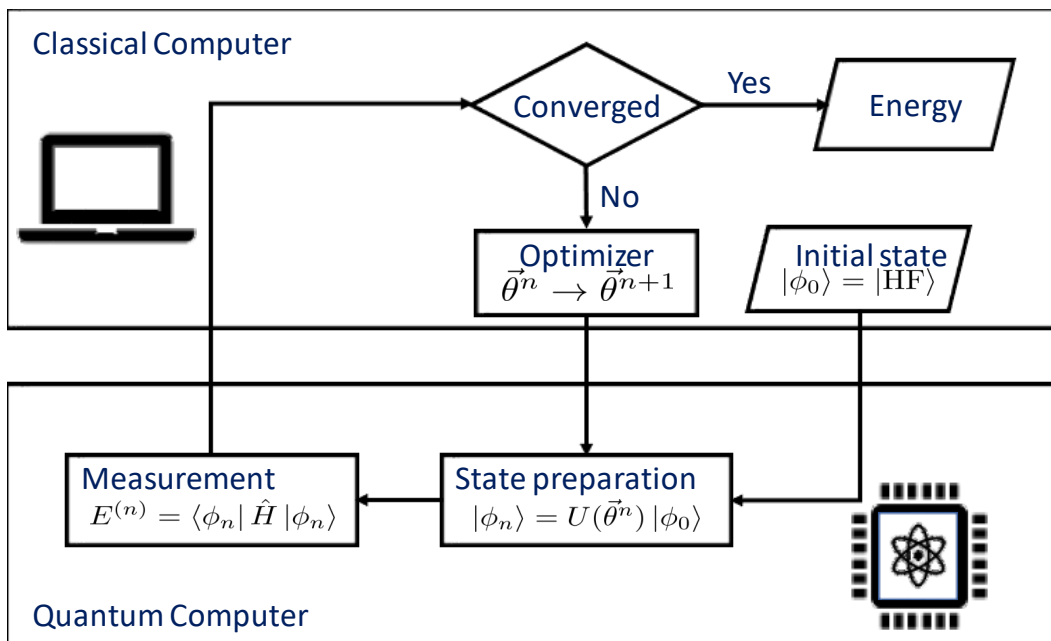 Classical Computer
Converged
Yes
Energy
No
Optimizer
$\vec{\theta}^{n} \rightarrow \vec{\theta}^{n+1}$
Initial state
$|\phi_0\rangle = |\mathrm{HF}\rangle$
Measurement
$E^{(n)} = \langle\phi_n| \hat{H} |\phi_n\rangle$
State preparation
$|\phi_n\rangle = U(\vec{\theta}^{n}) |\phi_0\rangle$
Quantum Computer